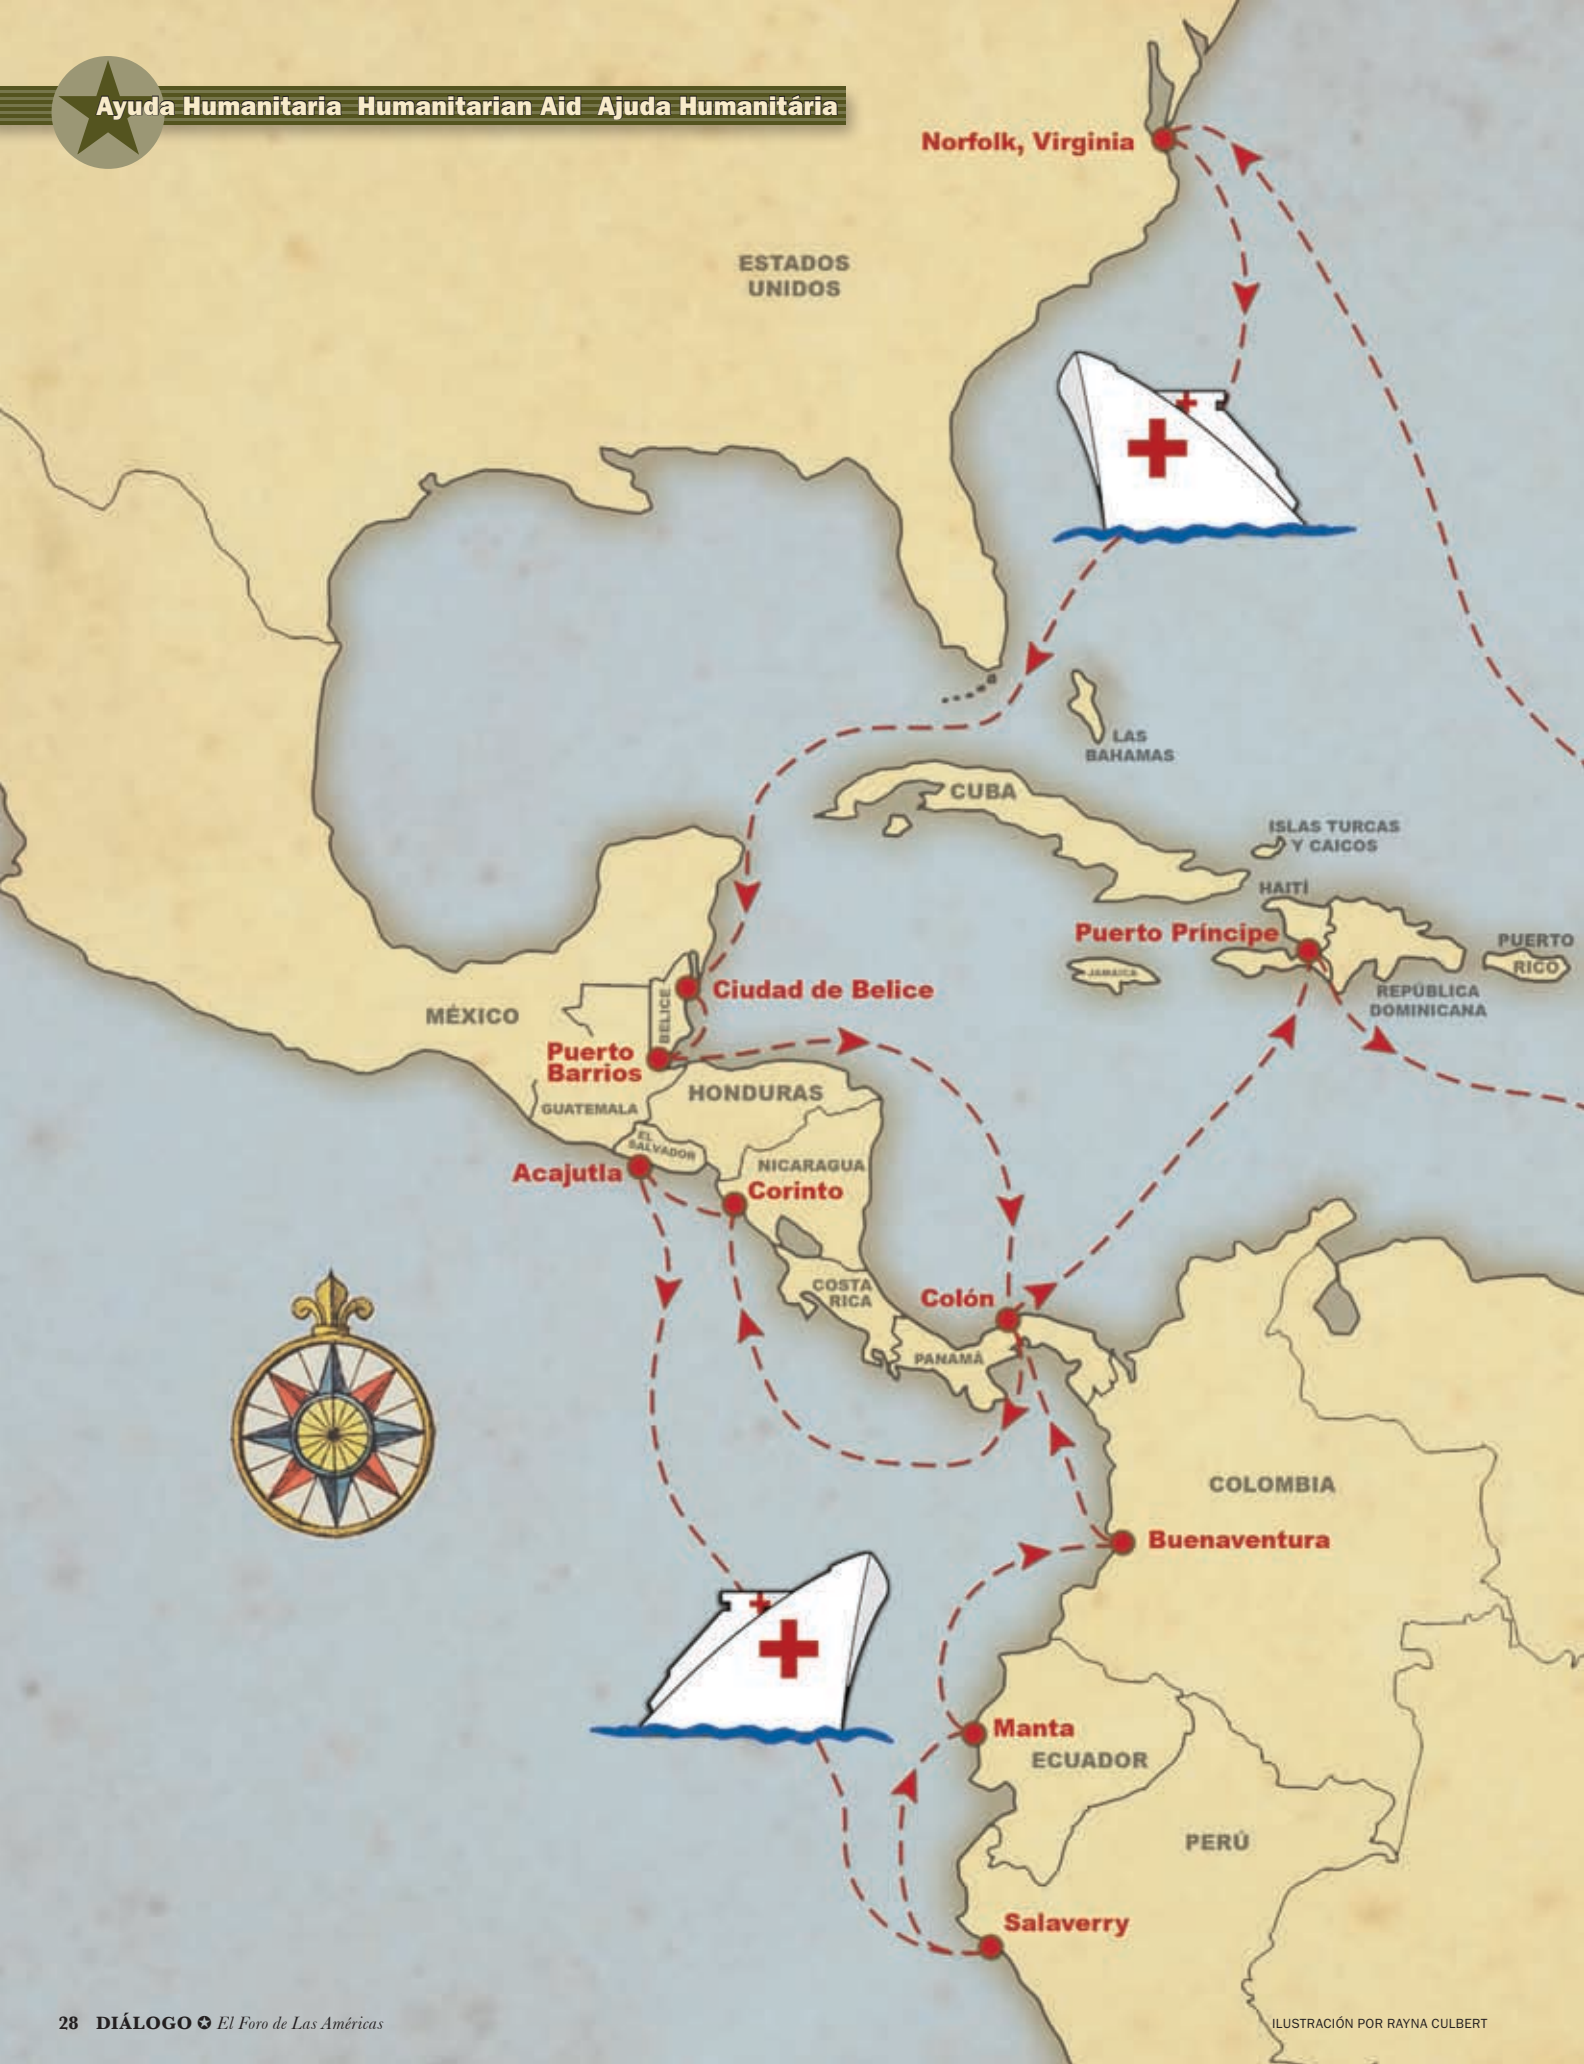 Ayuda Humanitaria Humanitarian Aid Ajuda Humanitária
Norfolk, Virginia
ESTADOS
UNIDOS
LAS
BAHAMAS
CUBA
ISLAS TURCAS
Y CAICOS
HAITÍ
Puerto Príncipe
PUERTO
RICO
JAMAICA
REPÚBLICA
DOMINICANA
Ciudad de Belice
BELICE
MÉXICO
Puerto
Barrios
HONDURAS
GUATEMALA
EL
SALVADOR
NICARAGUA
Acajutla
Corinto
COSTA
RICA
Colón
PANAMÁ
COLOMBIA
Buenaventura
Manta
ECUADOR
PERÚ
Salaverry
28 DIÁLOGO El Foro de Las Américas
ILUSTRACIÓN POR RAYNA CULBERT